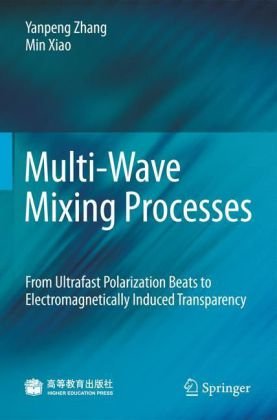 Yanpeng Zhang
Min Xiao
Multi-Wave
Mixing Processes
From Ultrafast Polarization Beats to
Electromagnetically Induced Transparency
高等教育出版社
HIGHER EDUCATION PRESS
Springer